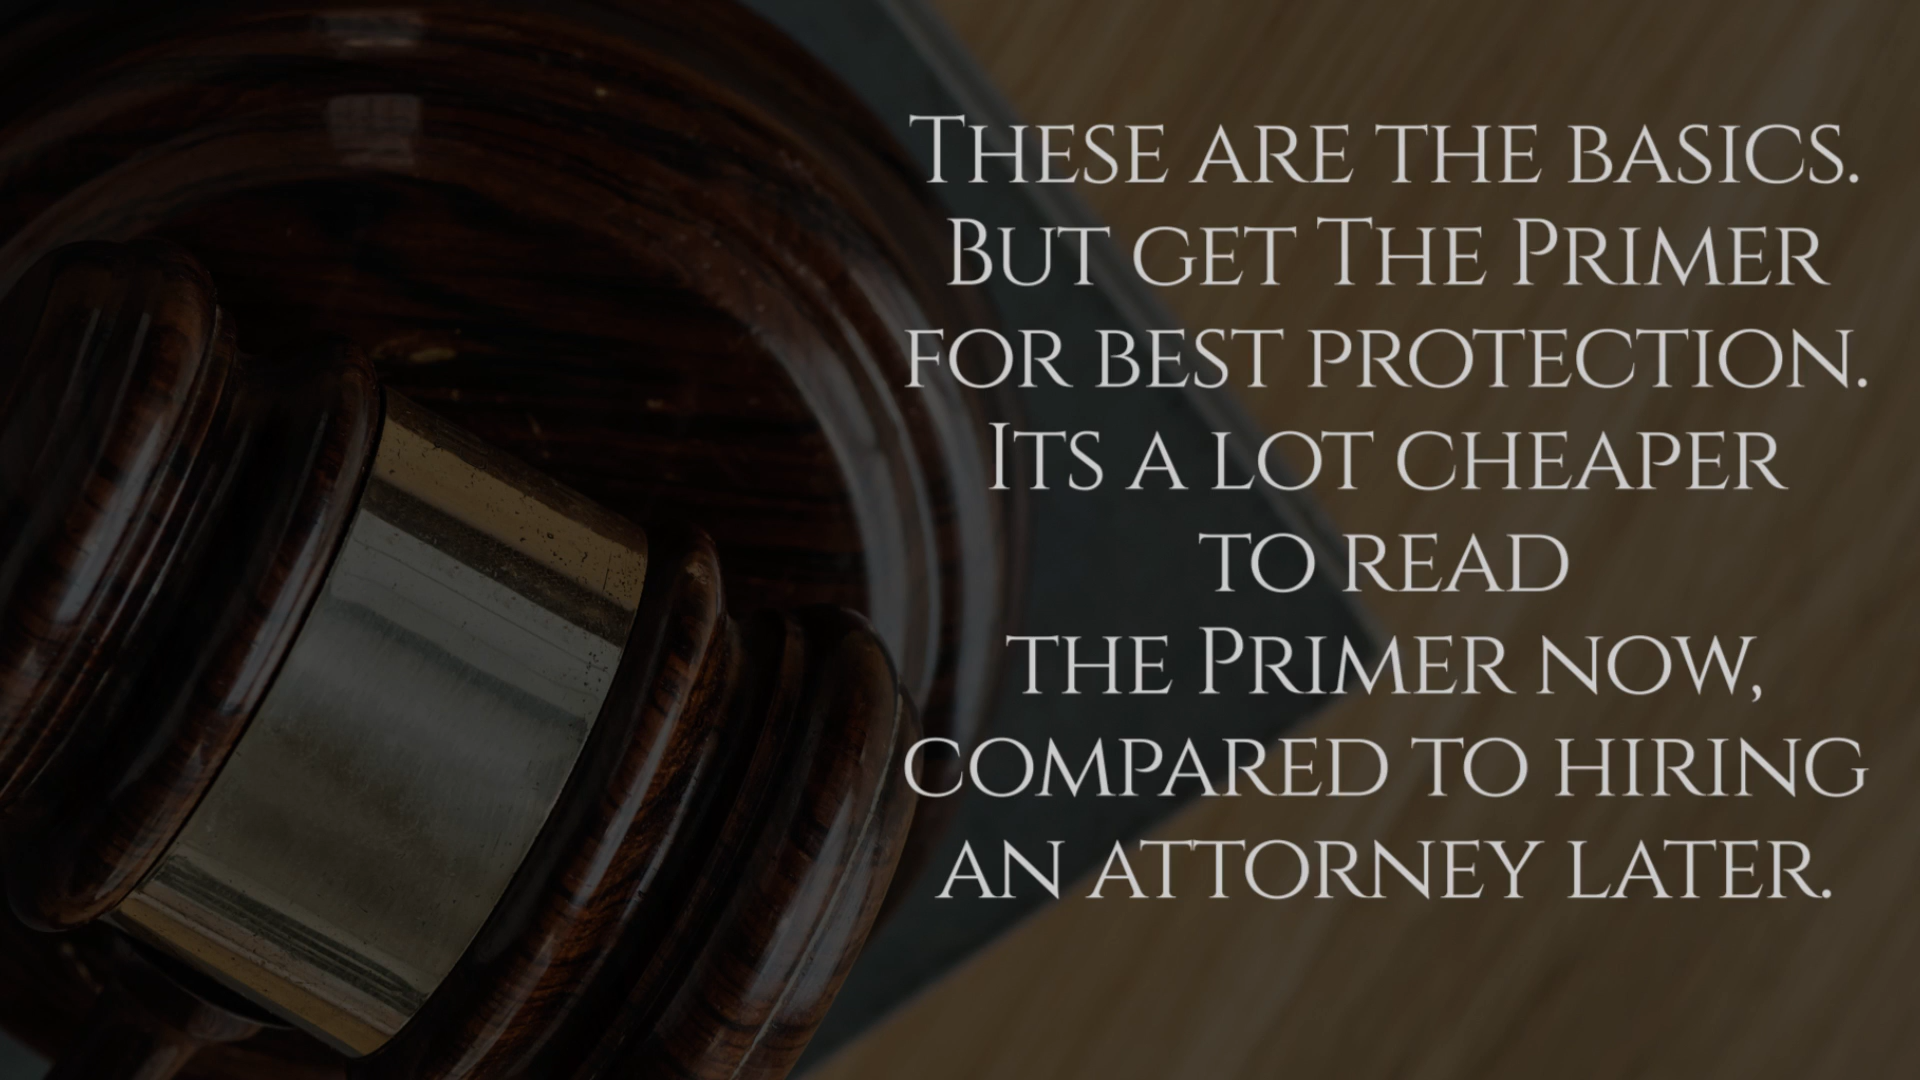 These are the basics.
But get The Primer
for best protection.
Its a lot cheaper
to read
the Primer now,
compared to hiring
an attorney later.